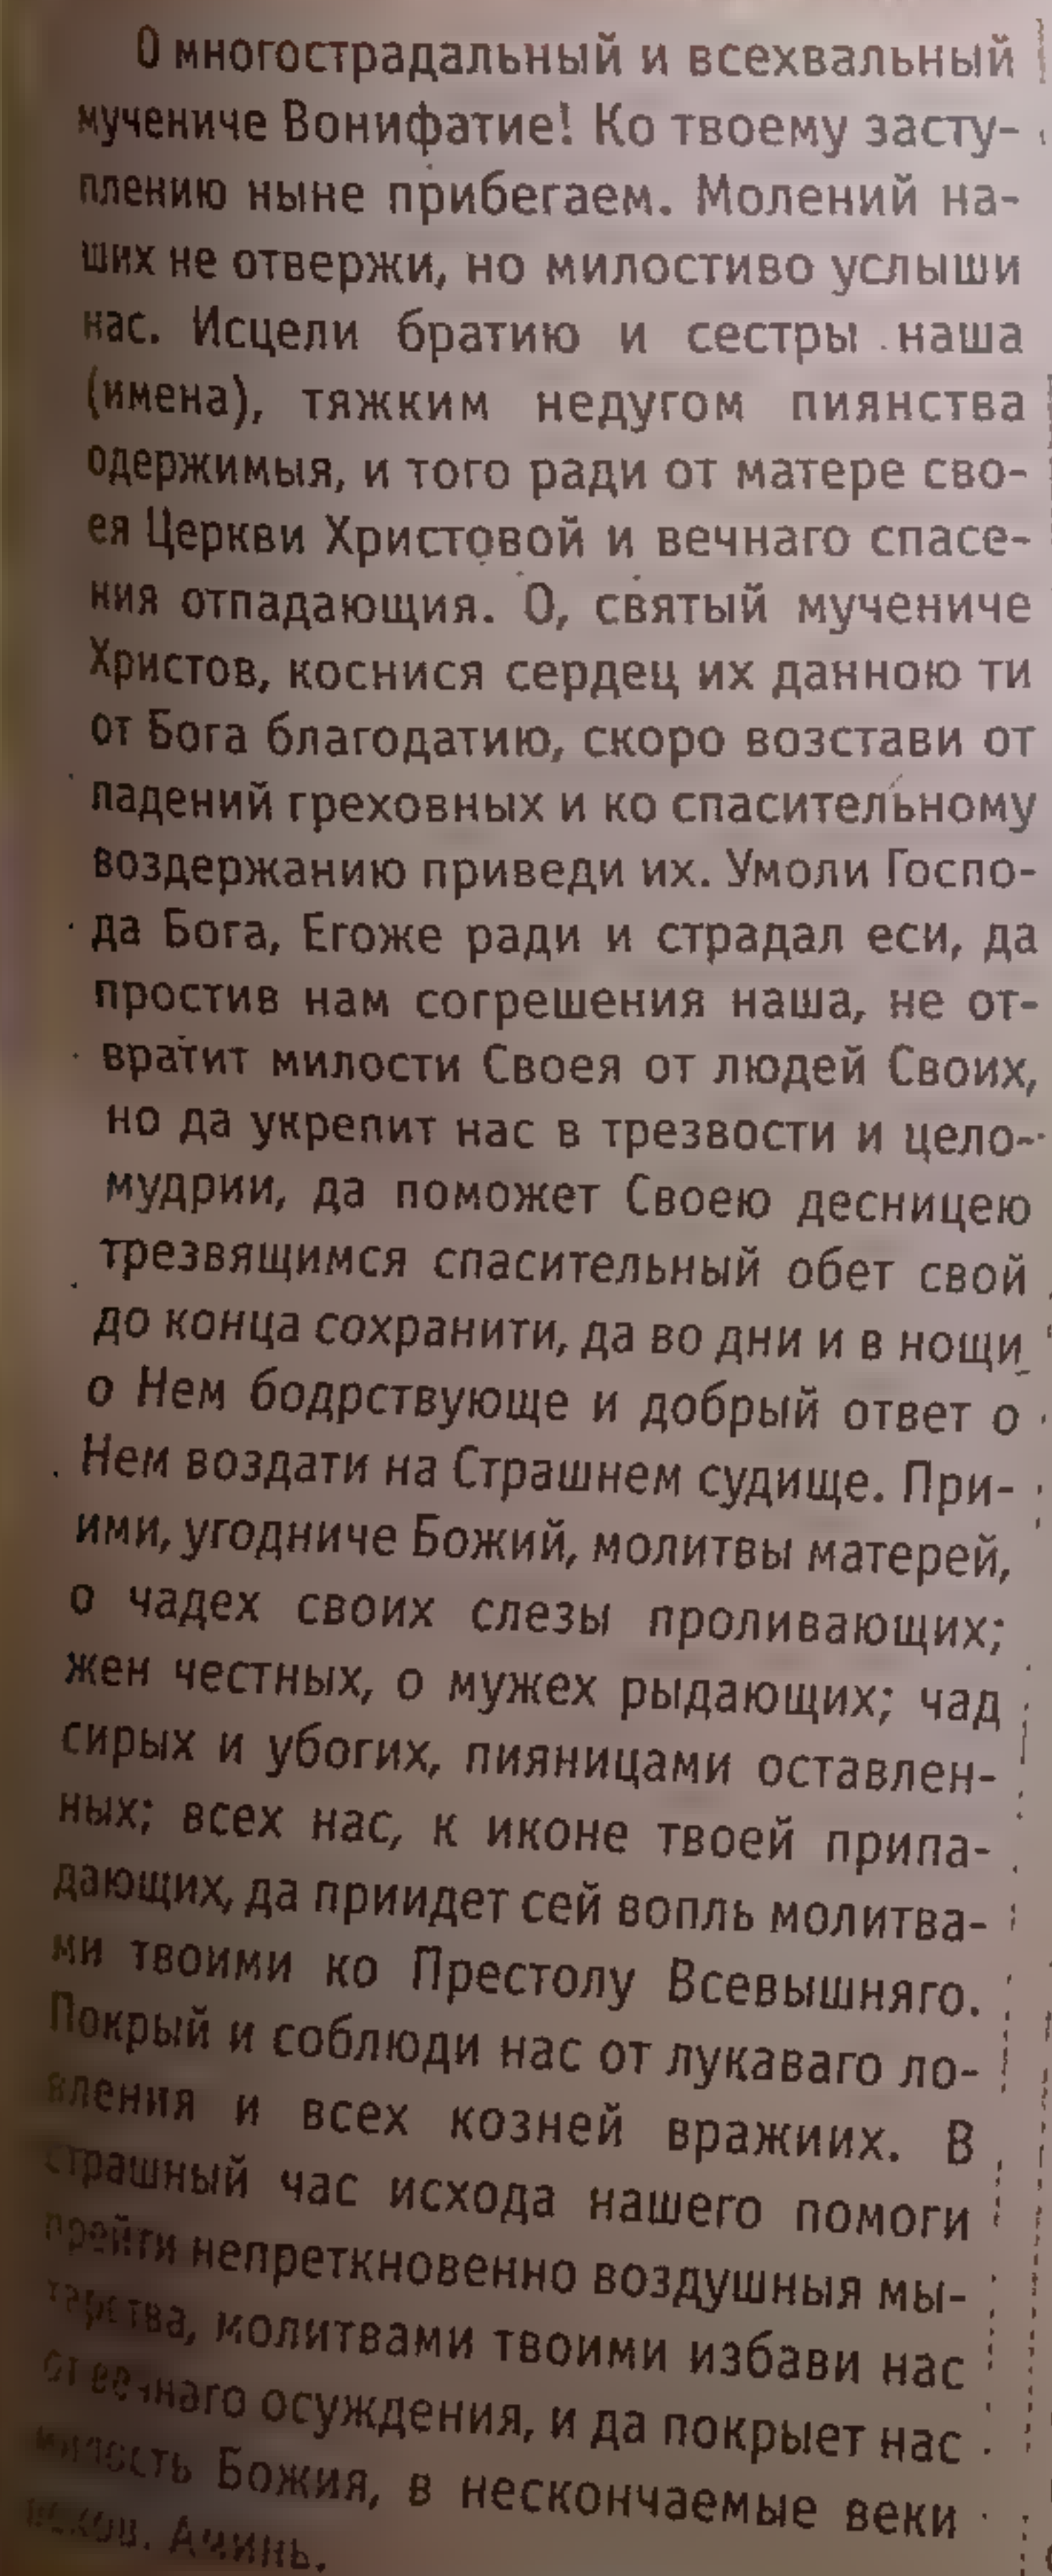 О многострадальный и всехвальный
мучениче Вонифатие! Ко твоему засту-
плению ныне прибегаем. Молений на-
ших не отвержи, но милостиво услыши
нас. Исцели братию и сестры наша
(имена), тяжким недугом пиянства
одержимыя, и того ради от матере сво-
ея Церкви Христовой и вечнаго спасе-
ния отпадающия. О, святый мучениче
Христов, коснися сердец их данною ти
от Бога благодатию, скоро возстави от
падений греховных и ко спасительному
воздержанию приведи их. Умоли Госпо-
да Бога, Егоже ради и страдал еси, да
простив нам согрешения наша, не от-
вратит милости Своея от людей Своих,
но да укрепит нас в трезвости и цело-
мудрии, да поможет Своею десницею
трезвящимся спасительный обет свой
до конца сохранити, да во дни и в нощи
о Нем бодрствующе и добрый ответ о
Нем воздати на Страшнем судище. При-
ими, угодниче Божий, молитвы матерей,
о чадех своих слезы проливающих;
жен честных, о мужех рыдающих; чад
сирых и убогих, пияницами оставлен-
ных; всех нас, к иконе твоей припа-
дающих, да приидет сей вопль молитва-
ми твоими ко Престолу Всевышняго.
Покрый и соблюди нас от лукаваго ло-
вления и всех козней вражиих. В
страшный час исхода нашего помоги
прейти непреткновенно воздушныя мы-
тарства, молитвами твоими избави нас
от вечнаго осуждения, и да покрыет нас
милость Божия, в нескончаемые веки
веков. Аминь.